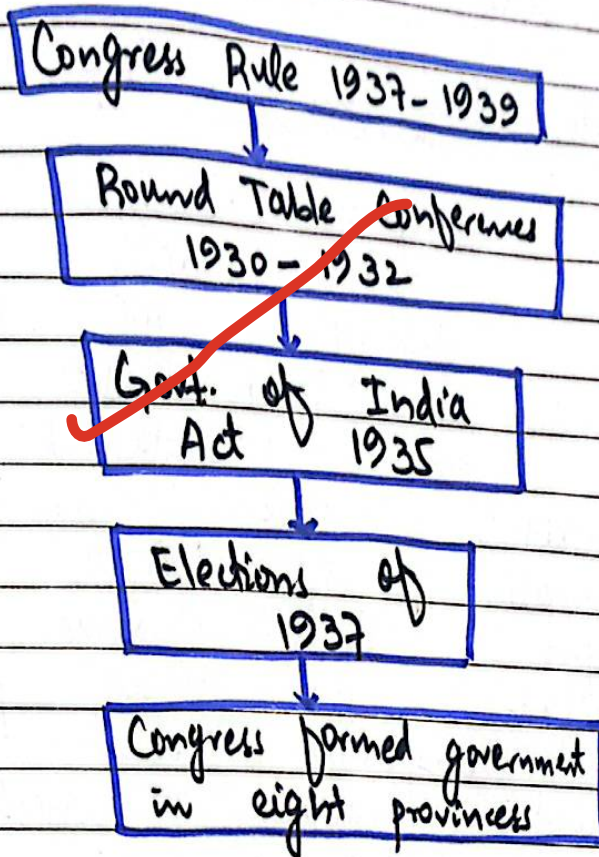 Congress Rule 1937-1939
Round Table Conferences
1930-1932
Govt. of India
Act 1935
Elections of
1937
Congress formed government
in eight provincess